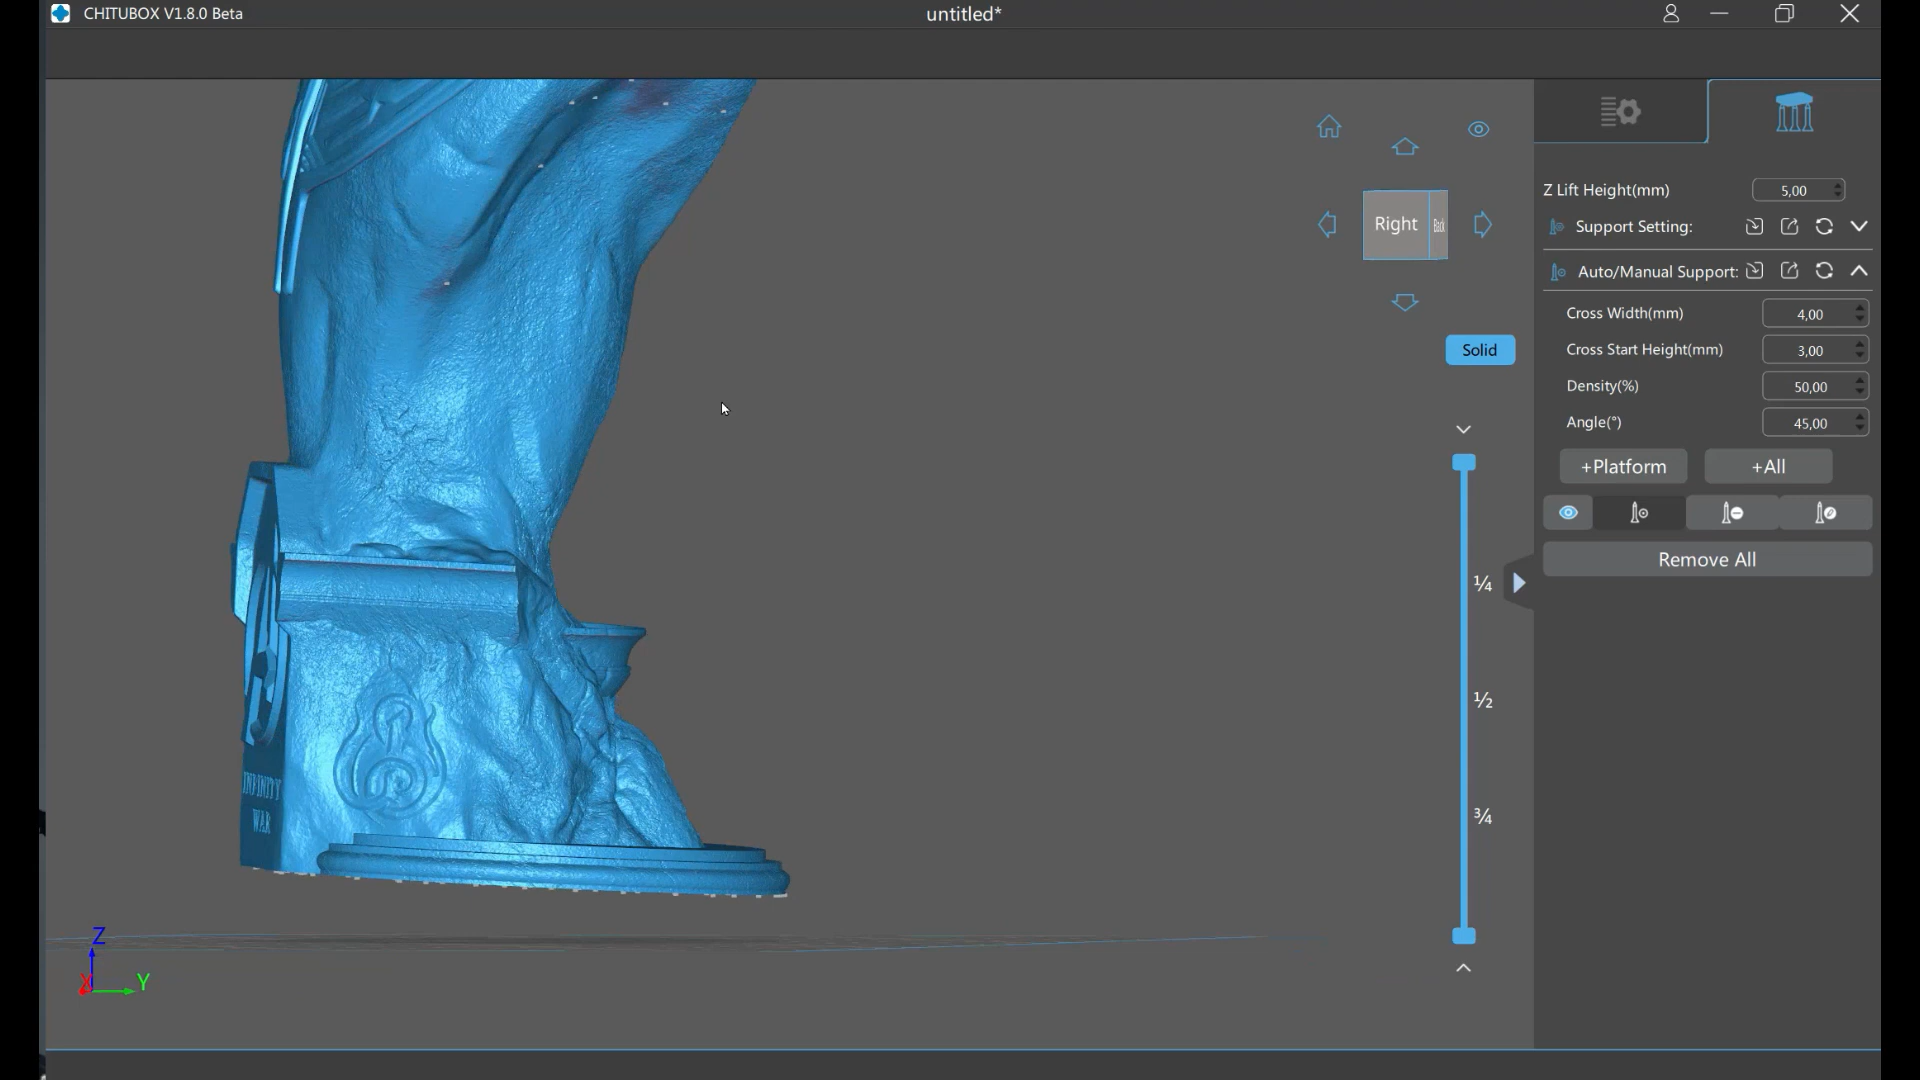 CHITUBOX V1.8.0 Beta
untitled*
Right
Back
Solid
¼
½
¾
Z Lift Height(mm) 5,00
Support Setting:
Auto/Manual Support:
Cross Width(mm) 4,00
Cross Start Height(mm) 3,00
Density(%) 50,00
Angle(°) 45,00
+Platform +All
Remove All
INFINITY
WAR
Z
X Y